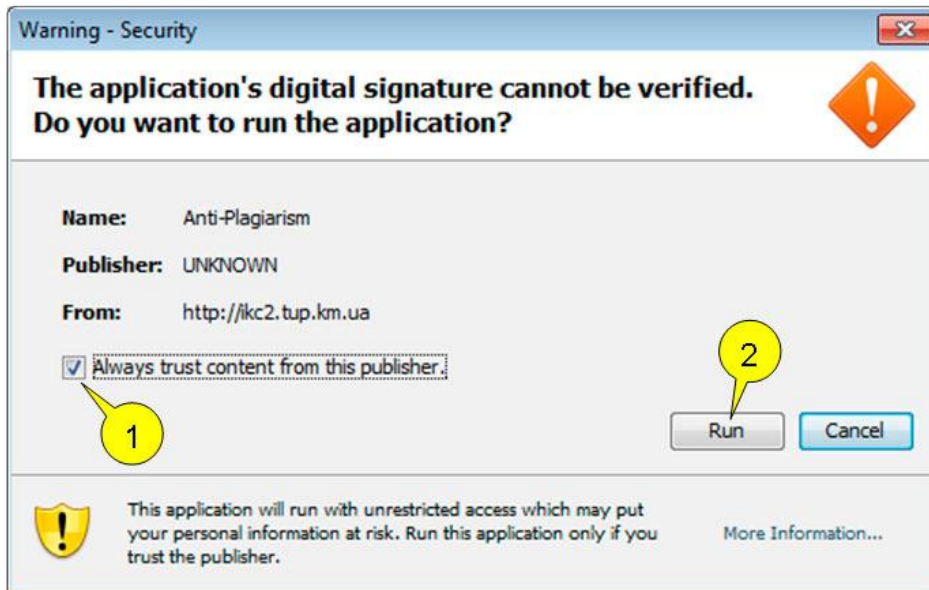 Warning - Security
The application's digital signature cannot be verified.
Do you want to run the application?
Name: Anti-Plagiarism
Publisher: UNKNOWN
From: http://ikc2.tup.km.ua
Always trust content from this publisher.
1
2
Run Cancel
This application will run with unrestricted access which may put
your personal information at risk. Run this application only if you
trust the publisher.
More Information...